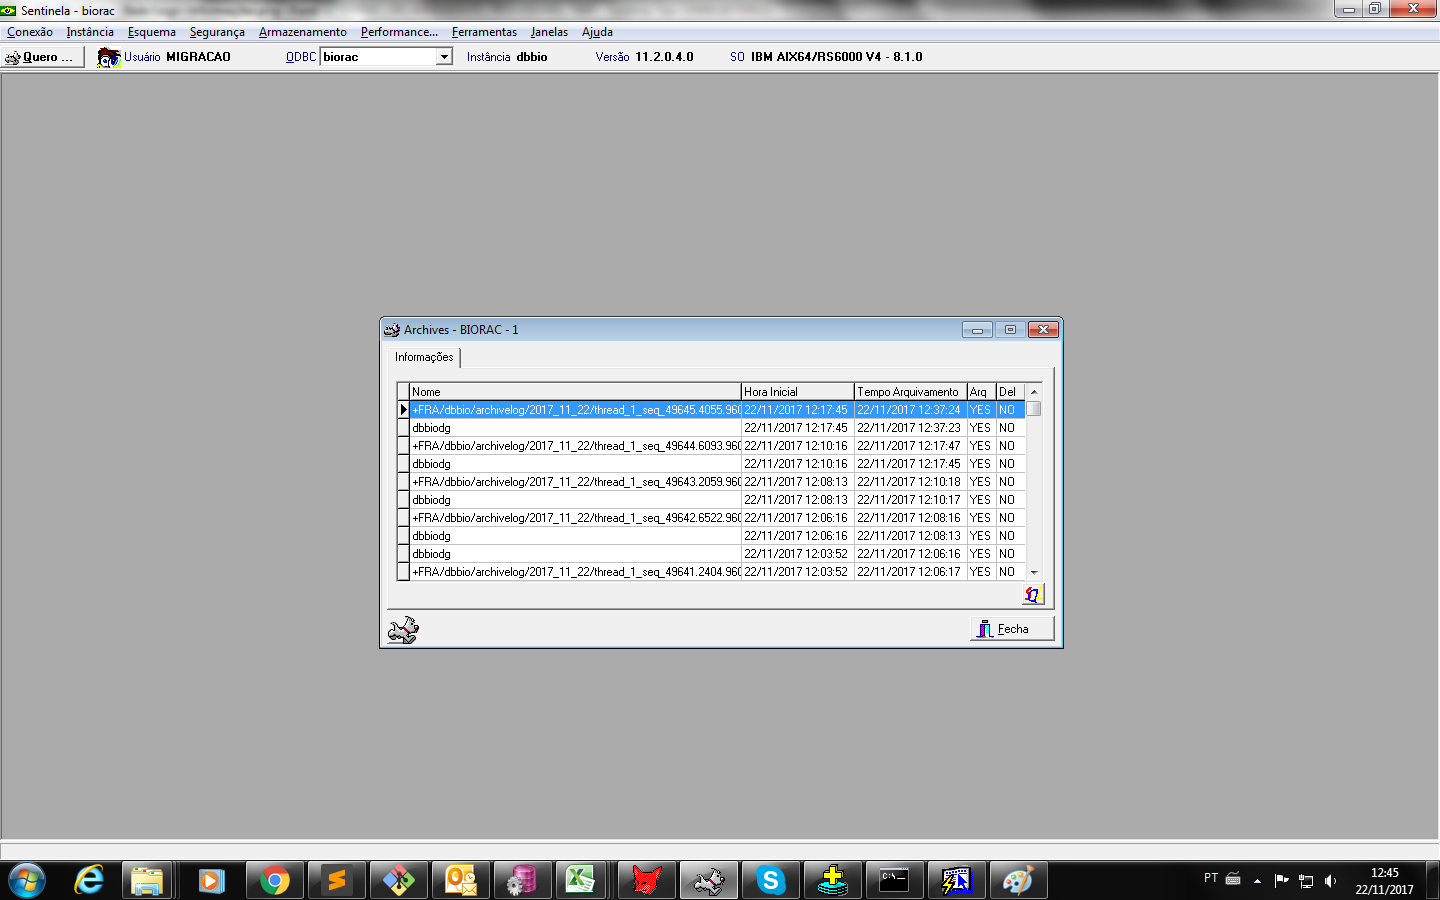 Sentinela - biorac
Conexão Instância Esquema Segurança Armazenamento Performance... Ferramentas Janelas Ajuda
Quero ... Usuário MIGRACAO ODBC biorac Instância dbbio Versão 11.2.0.4.0 SO IBM AIX64/RS6000 V4 - 8.1.0
Archives - BIORAC - 1
Informações
Nome Hora Inicial Tempo Arquivamento Arq Del
+FRA/dbbio/archivelog/2017_11_22/thread_1_seq_49645.4055.960 22/11/2017 12:17:45 22/11/2017 12:37:24 YES NO
dbbiodg 22/11/2017 12:17:45 22/11/2017 12:37:23 YES NO
+FRA/dbbio/archivelog/2017_11_22/thread_1_seq_49644.6093.960 22/11/2017 12:10:16 22/11/2017 12:17:47 YES NO
dbbiodg 22/11/2017 12:10:16 22/11/2017 12:17:45 YES NO
+FRA/dbbio/archivelog/2017_11_22/thread_1_seq_49643.2059.960 22/11/2017 12:08:13 22/11/2017 12:10:18 YES NO
dbbiodg 22/11/2017 12:08:13 22/11/2017 12:10:17 YES NO
+FRA/dbbio/archivelog/2017_11_22/thread_1_seq_49642.6522.960 22/11/2017 12:06:16 22/11/2017 12:08:16 YES NO
dbbiodg 22/11/2017 12:06:16 22/11/2017 12:08:13 YES NO
dbbiodg 22/11/2017 12:03:52 22/11/2017 12:06:16 YES NO
+FRA/dbbio/archivelog/2017_11_22/thread_1_seq_49641.2404.960 22/11/2017 12:03:52 22/11/2017 12:06:17 YES NO
Fecha
PT
12:45
22/11/2017